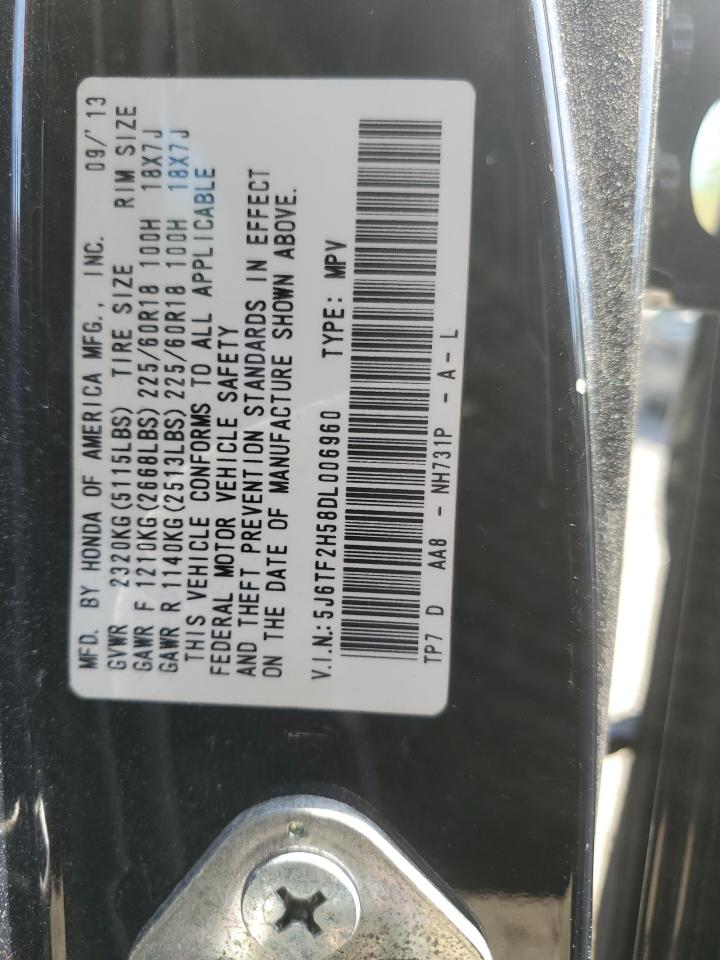 MFD. BY HONDA OF AMERICA MFG., INC. 09/'13
GVWR 2320KG(5115LBS) TIRE SIZE RIM SIZE
GAWR F 1210KG(2668LBS) 225/60R18 100H 18X7J
GAWR R 1140KG(2513LBS) 225/60R18 100H 18X7J
THIS VEHICLE CONFORMS TO ALL APPLICABLE
FEDERAL MOTOR VEHICLE SAFETY
AND THEFT PREVENTION STANDARDS IN EFFECT
ON THE DATE OF MANUFACTURE SHOWN ABOVE.
V.I.N.: 5J6TF2H58DL006960 TYPE: MPV
TP7 D AA8 - NH731P - A - L